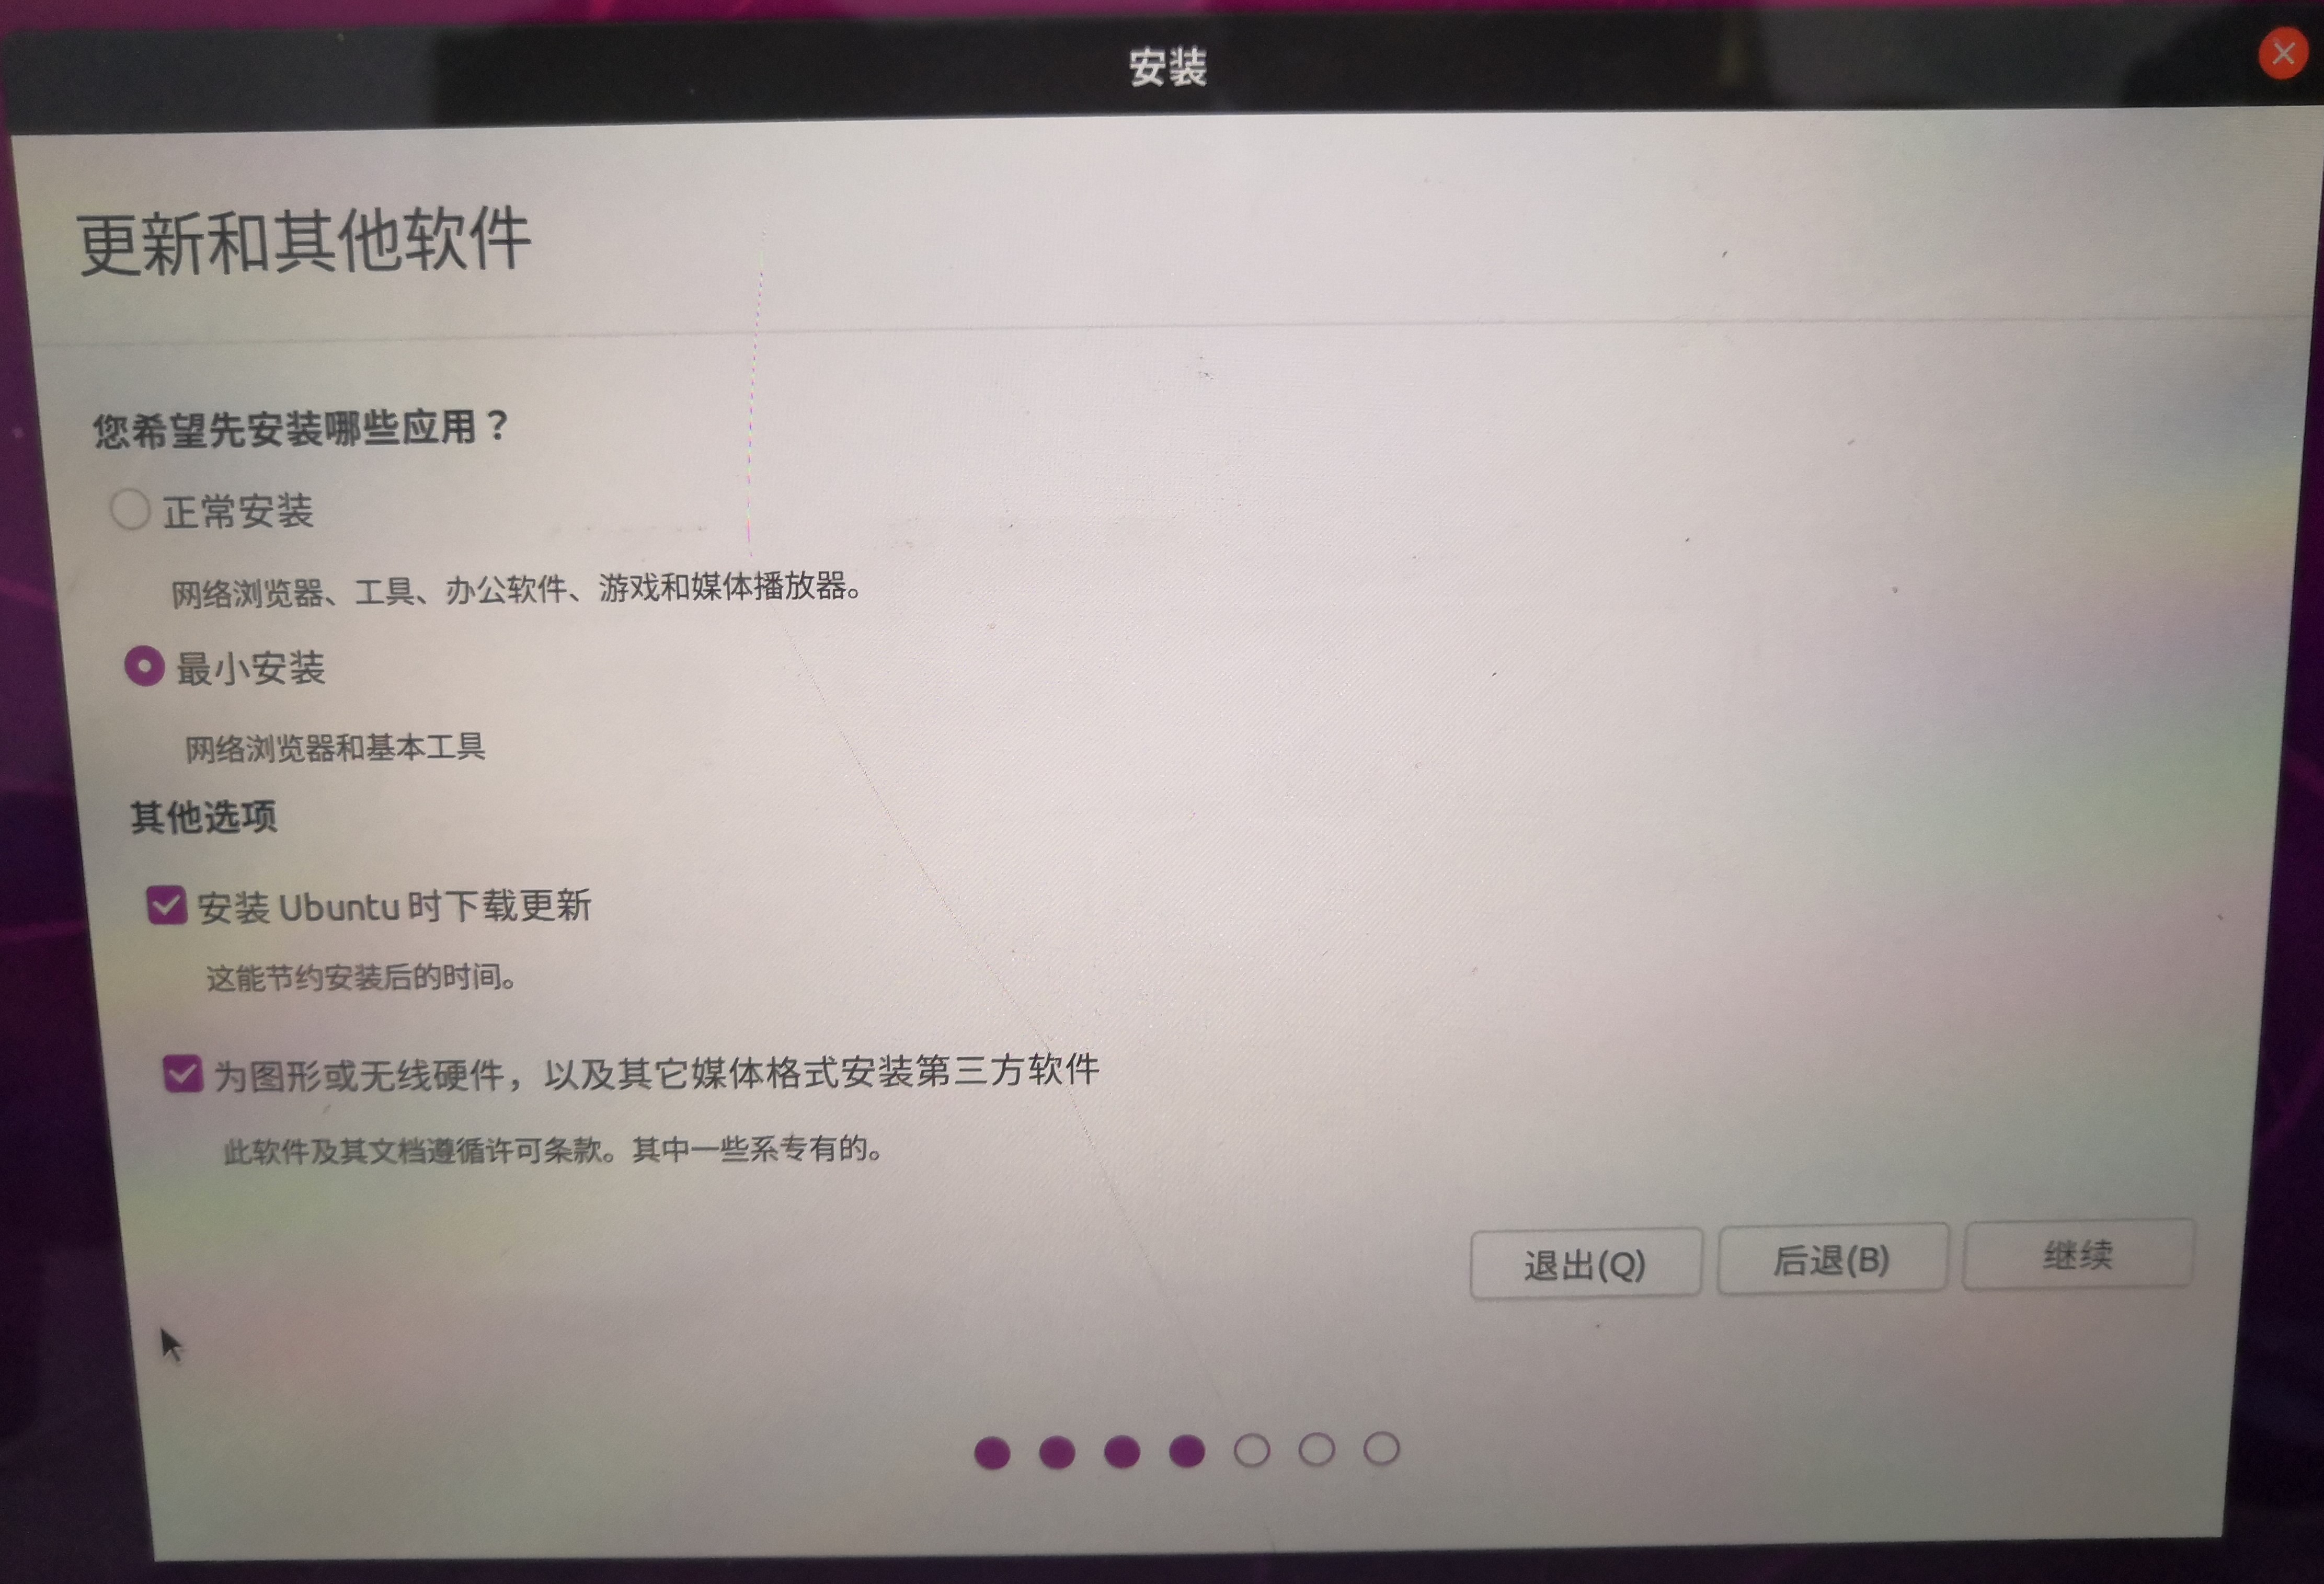 安装
更新和其他软件
您希望先安装哪些应用？
正常安装
网络浏览器、工具、办公软件、游戏和媒体播放器。
最小安装
网络浏览器和基本工具
其他选项
安装 Ubuntu 时下载更新
这能节约安装后的时间。
为图形或无线硬件，以及其它媒体格式安装第三方软件
此软件及其文档遵循许可条款。其中一些系专有的。
退出(Q) 后退(B) 继续